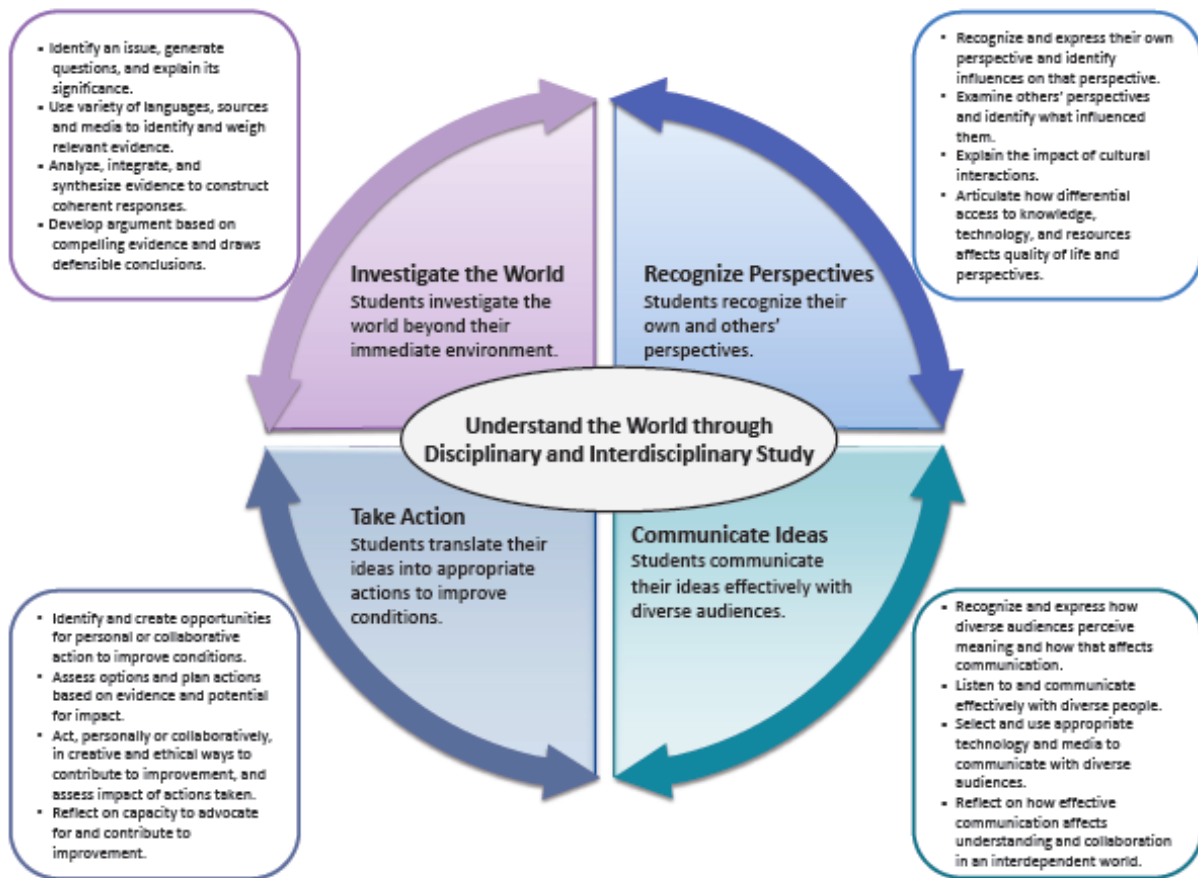 ▪ Identify an issue, generate
questions, and explain its
significance.
▪ Use variety of languages, sources
and media to identify and weigh
relevant evidence.
▪ Analyze, integrate, and
synthesize evidence to construct
coherent responses.
▪ Develop argument based on
compelling evidence and draws
defensible conclusions.
▪ Recognize and express their own
perspective and identify
influences on that perspective.
▪ Examine others’ perspectives
and identify what influenced
them.
▪ Explain the impact of cultural
interactions.
▪ Articulate how differential
access to knowledge,
technology, and resources
affects quality of life and
perspectives.
Investigate the World
Students investigate the
world beyond their
immediate environment.
Recognize Perspectives
Students recognize their
own and others’
perspectives.
Understand the World through
Disciplinary and Interdisciplinary Study
Take Action
Students translate their
ideas into appropriate
actions to improve
conditions.
Communicate Ideas
Students communicate
their ideas effectively with
diverse audiences.
▪ Identify and create opportunities
for personal or collaborative
action to improve conditions.
▪ Assess options and plan actions
based on evidence and potential
for impact.
▪ Act, personally or collaboratively,
in creative and ethical ways to
contribute to improvement, and
assess impact of actions taken.
▪ Reflect on capacity to advocate
for and contribute to
improvement.
▪ Recognize and express how
diverse audiences perceive
meaning and how that affects
communication.
▪ Listen to and communicate
effectively with diverse people.
▪ Select and use appropriate
technology and media to
communicate with diverse
audiences.
▪ Reflect on how effective
communication affects
understanding and collaboration
in an interdependent world.